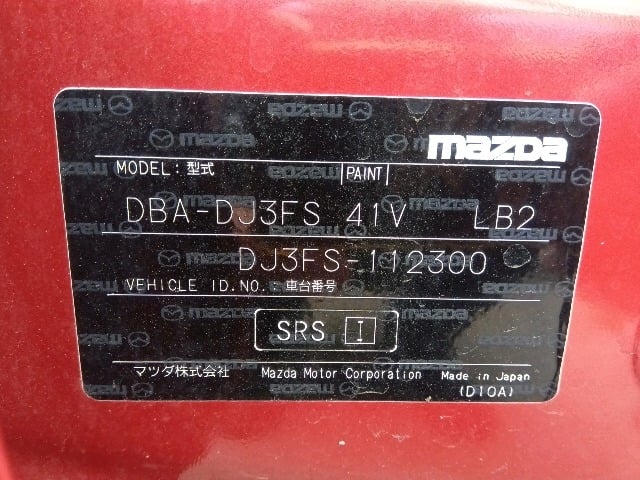 mazda
MODEL: 型式 PAINT
DBA-DJ3FS 41V LB2
DJ3FS-112300
VEHICLE ID.NO.: 車台番号
SRS I
マツダ株式会社 Mazda Motor Corporation Made in Japan
(D10A)